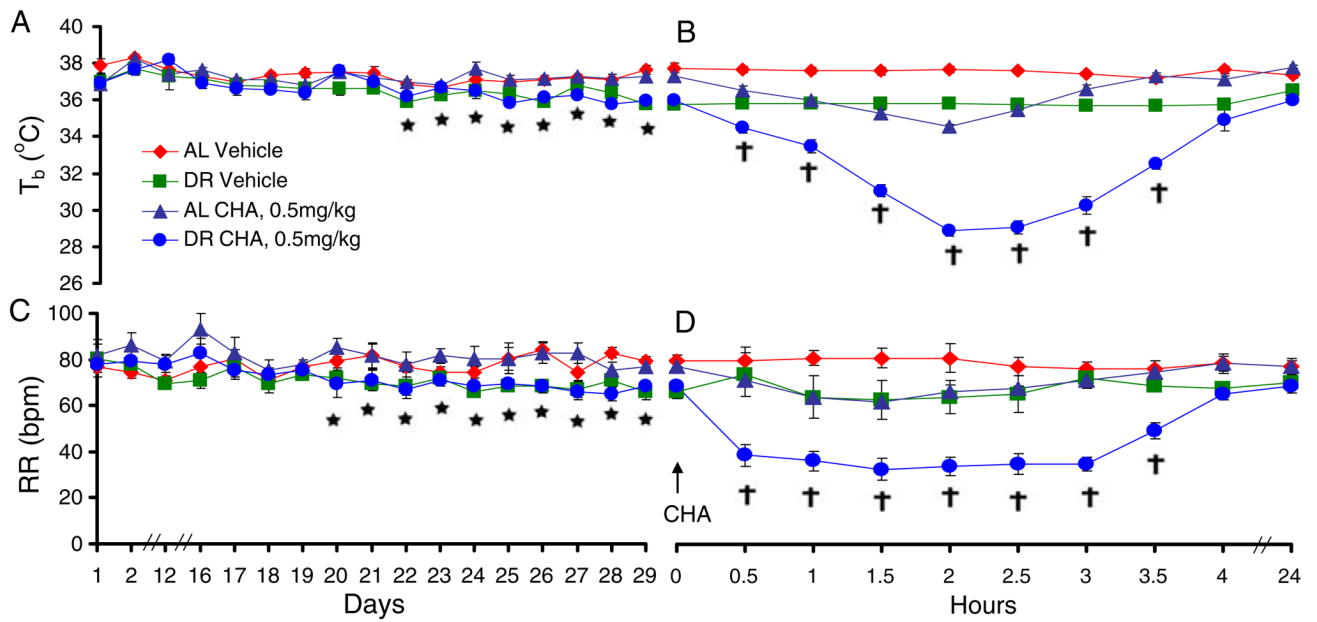 A
B
40
38
36
34
32
30
28
26
Tb (oC)
AL Vehicle
DR Vehicle
AL CHA, 0.5mg/kg
DR CHA, 0.5mg/kg
C
D
100
80
60
40
20
0
RR (bpm)
CHA
1 2 12 16 17 18 19 20 21 22 23 24 25 26 27 28 29
0 0.5 1 1.5 2 2.5 3 3.5 4 24
Days
Hours